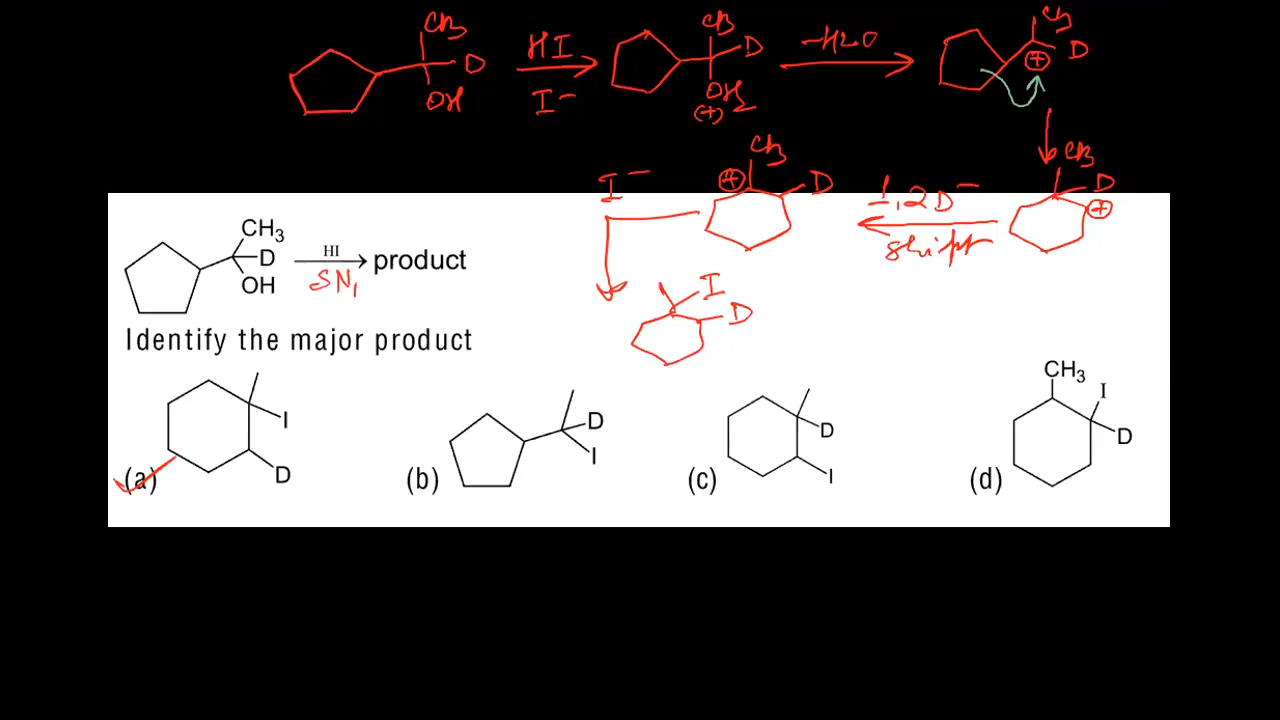 CH3
D
OH
HI
I-
CH3
D
OH2
(+)
-H2O
CH3
D
+
CH3
D
+
1,2 D-
shift
CH3
+
D
I-
I
D
CH3
D
OH
HI
SN1
product
Identify the major product
I
D
(a)
D
I
(b)
D
I
(c)
CH3
I
D
(d)